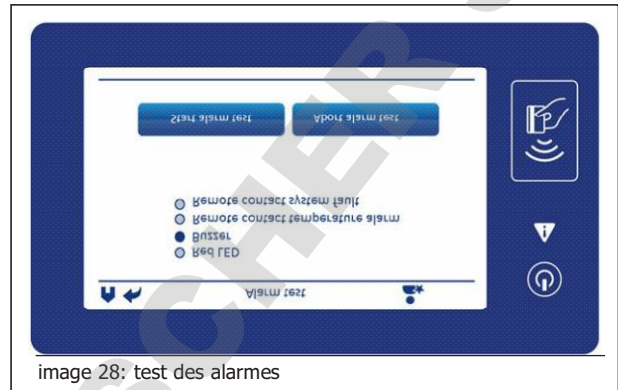 Alarm test
Red LED
Buzzer
Remote contact temperature alarm
Remote contact system fault
Start alarm test
Abort alarm test
image 28: test des alarmes